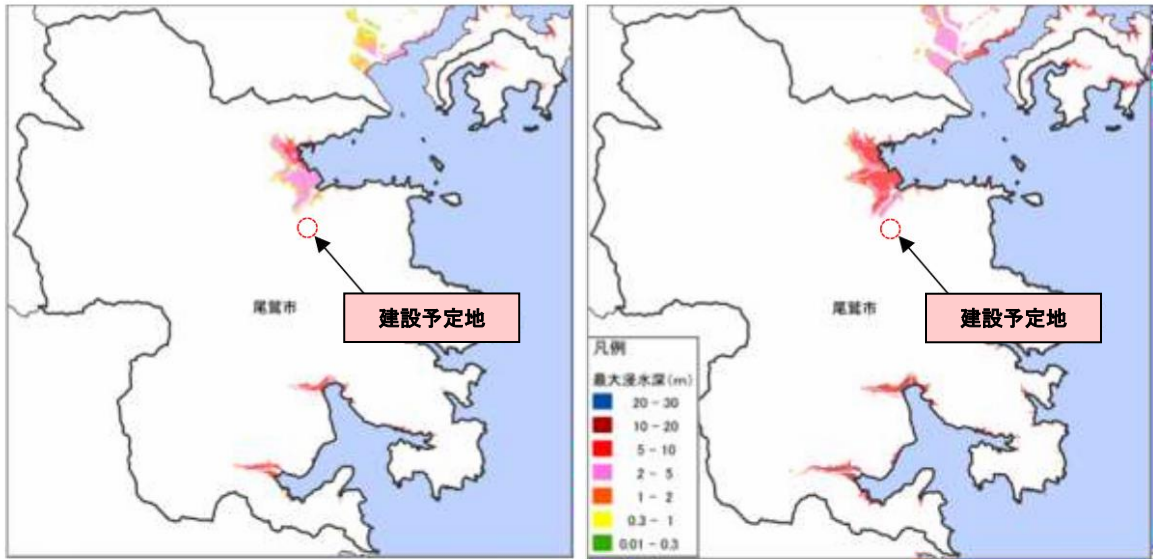 尾鷲市
建設予定地
尾鷲市
建設予定地
凡例
最大浸水深(m)
20 - 30
10 - 20
5 - 10
2 - 5
1 - 2
0.3 - 1
0.01 - 0.3